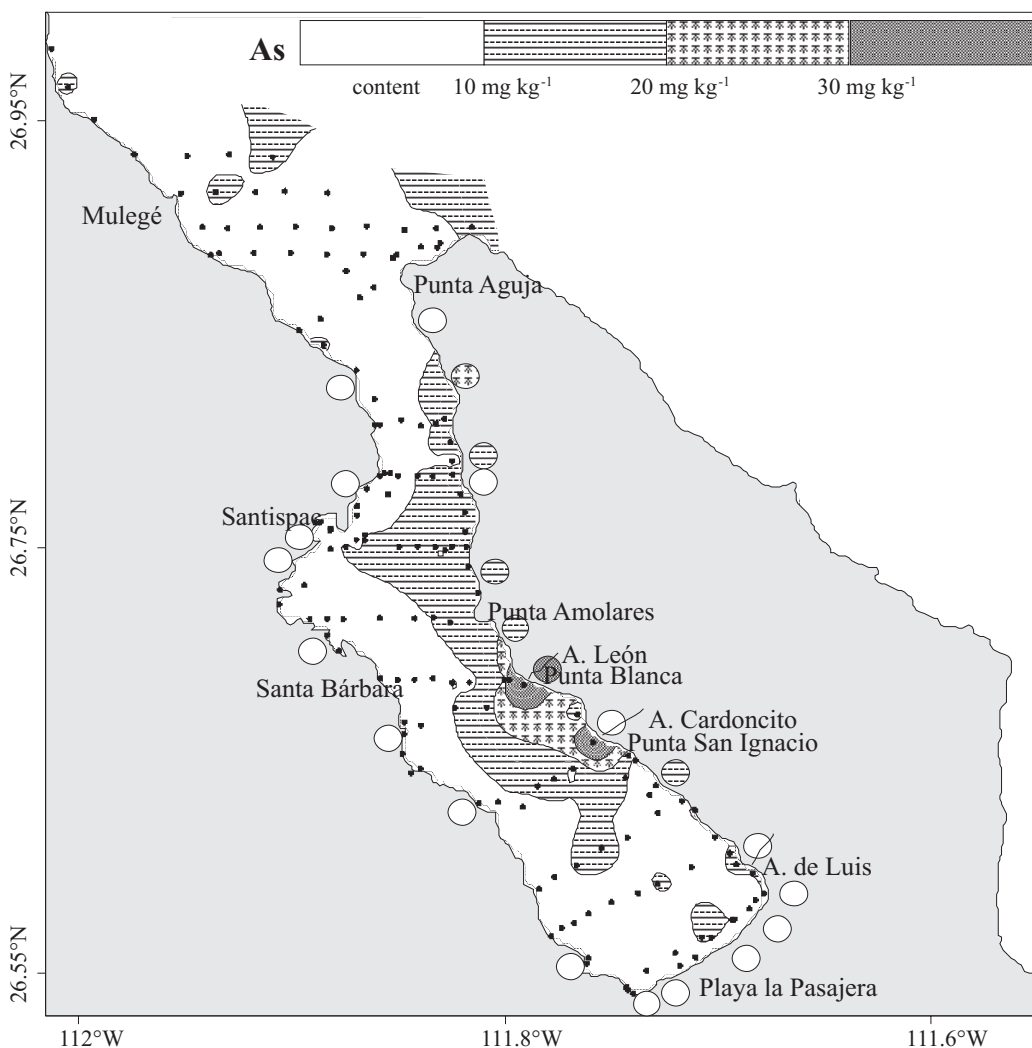 As
content 10 mg kg-1 20 mg kg-1 30 mg kg-1
26.95°N
Mulegé
Punta Aguja
Santispac
26.75°N
Punta Amolares
A. León
Punta Blanca
Santa Bárbara
A. Cardoncito
Punta San Ignacio
A. de Luis
26.55°N
Playa la Pasajera
112°W 111.8°W 111.6°W